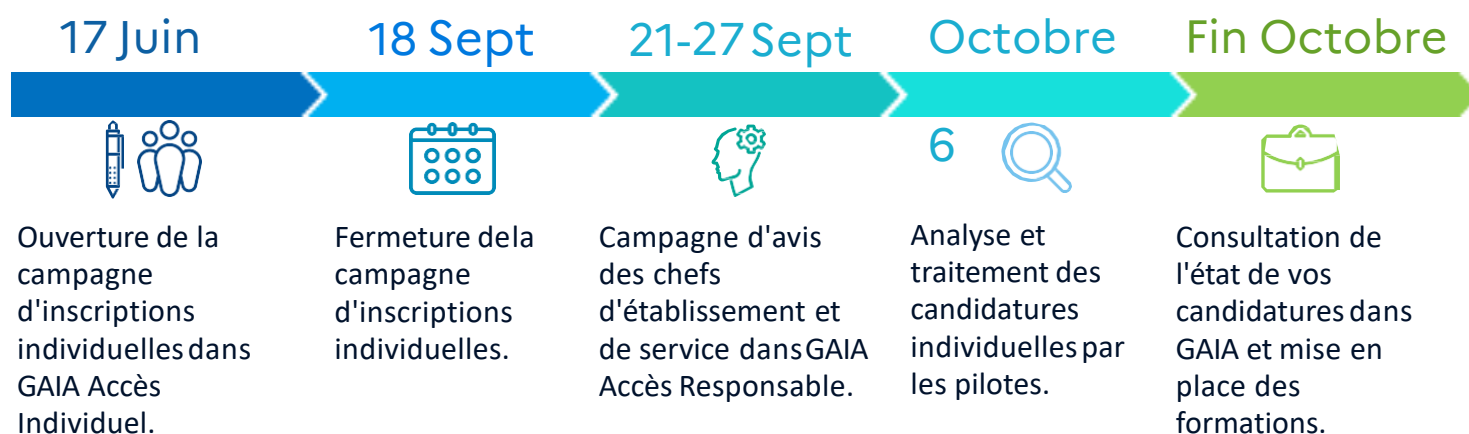 17 Juin
18 Sept
21-27 Sept
Octobre
Fin Octobre
6
Ouverture de la
campagne
d'inscriptions
individuelles dans
GAIA Accès
Individuel.
Fermeture dela
campagne
d'inscriptions
individuelles.
Campagne d'avis
des chefs
d'établissement et
de service dans GAIA
Accès Responsable.
Analyse et
traitement des
candidatures
individuelles par
les pilotes.
Consultation de
l'état de vos
candidatures dans
GAIA et mise en
place des
formations.